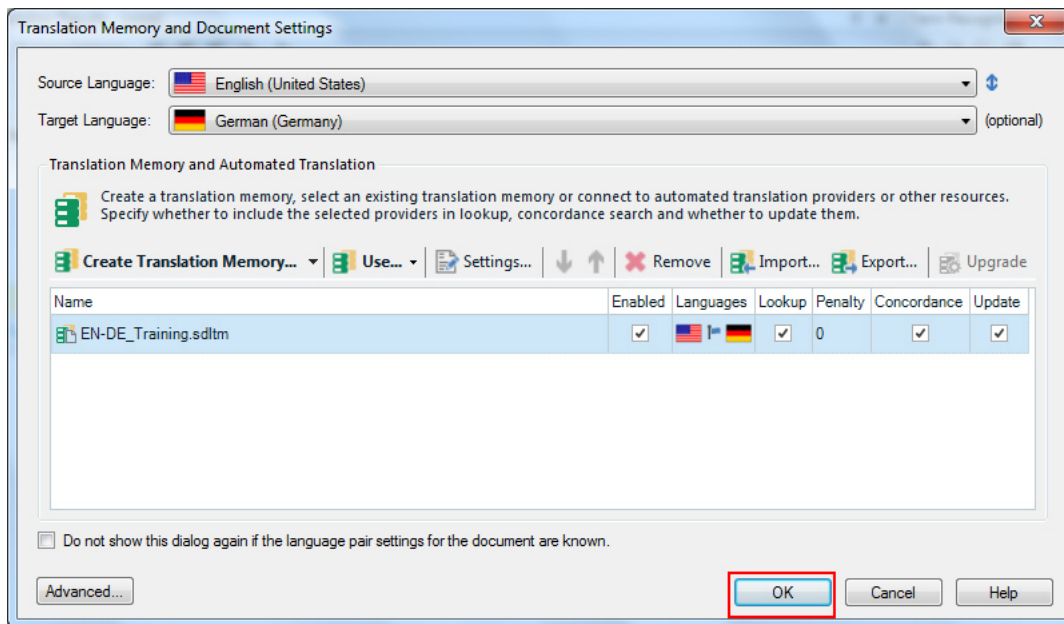 Translation Memory and Document Settings
Source Language: English (United States)
Target Language: German (Germany) (optional)
Translation Memory and Automated Translation
Create a translation memory, select an existing translation memory or connect to automated translation providers or other resources.
Specify whether to include the selected providers in lookup, concordance search and whether to update them.
Create Translation Memory... Use... Settings... Remove Import... Export... Upgrade
Name Enabled Languages Lookup Penalty Concordance Update
EN-DE_Training.sdltm 0
Do not show this dialog again if the language pair settings for the document are known.
Advanced... OK Cancel Help